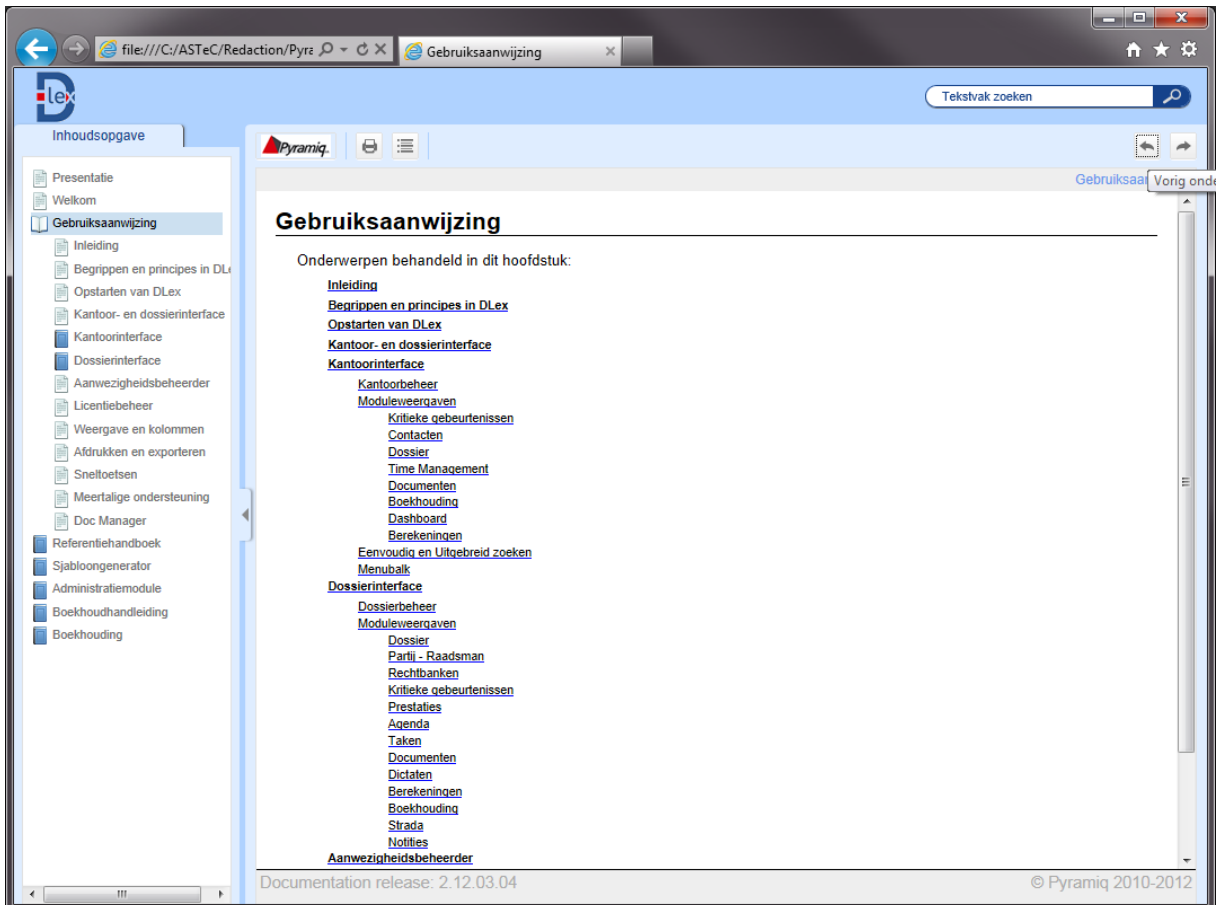 file:///C:/ASTeC/Redaction/Pyra
Gebruiksaanwijzing
D
lex
Tekstvak zoeken
Inhoudsopgave
Pyramiq
Gebruiksaan
Vorig onde
Presentatie
Welkom
Gebruiksaanwijzing
Inleiding
Begrippen en principes in DLe
Opstarten van DLex
Kantoor- en dossierinterface
Kantoorinterface
Dossierinterface
Aanwezigheidsbeheerder
Licentiebeheer
Weergave en kolommen
Afdrukken en exporteren
Sneltoetsen
Meertalige ondersteuning
Doc Manager
Referentiehandboek
Sjabloongenerator
Administratiemodule
Boekhoudhandleiding
Boekhouding
Gebruiksaanwijzing
Onderwerpen behandeld in dit hoofdstuk:
Inleiding
Begrippen en principes in DLex
Opstarten van DLex
Kantoor- en dossierinterface
Kantoorinterface
Kantoorbeheer
Moduleweergaven
Kritieke gebeurtenissen
Contacten
Dossier
Time Management
Documenten
Boekhouding
Dashboard
Berekeningen
Eenvoudig en Uitgebreid zoeken
Menubalk
Dossierinterface
Dossierbeheer
Moduleweergaven
Dossier
Partij - Raadsman
Rechtbanken
Kritieke gebeurtenissen
Prestaties
Agenda
Taken
Documenten
Dictaten
Berekeningen
Boekhouding
Strada
Notities
Aanwezigheidsbeheerder
Documentation release: 2.12.03.04
© Pyramiq 2010-2012